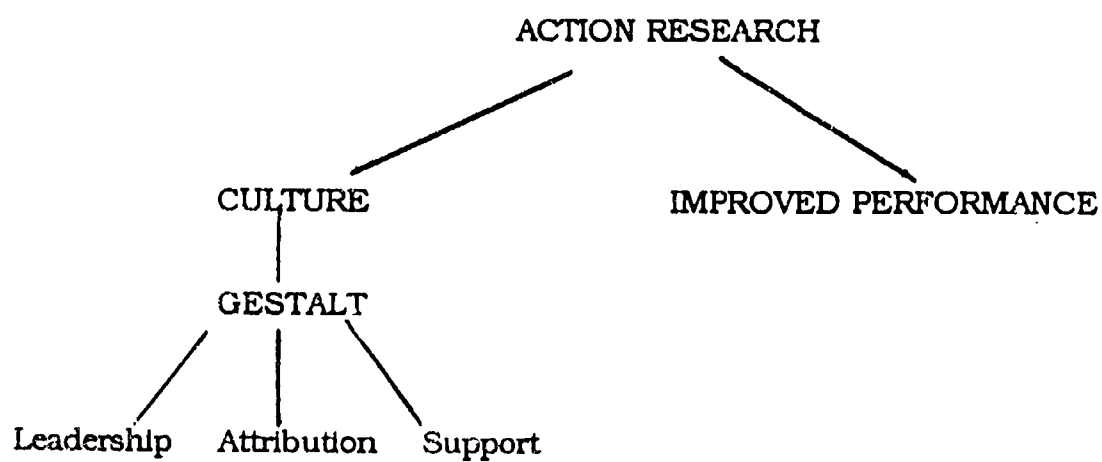 ACTION RESEARCH
CULTURE IMPROVED PERFORMANCE
GESTALT
Leadership Attribution Support